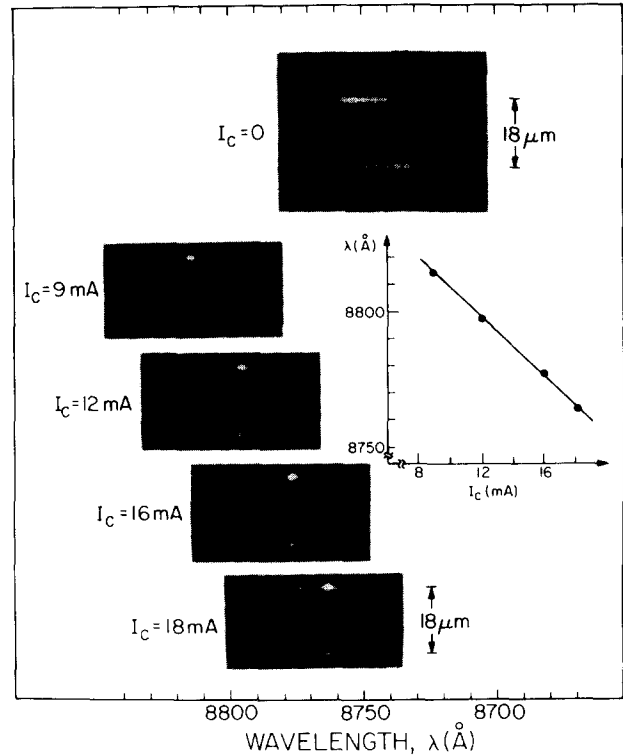 I_C=0
18 μm
I_C=9 mA
I_C=12 mA
I_C=16 mA
I_C=18 mA
18 μm
λ(Å)
8800
8750
8 12 16
I_C (mA)
8800 8750 8700
WAVELENGTH, λ(Å)